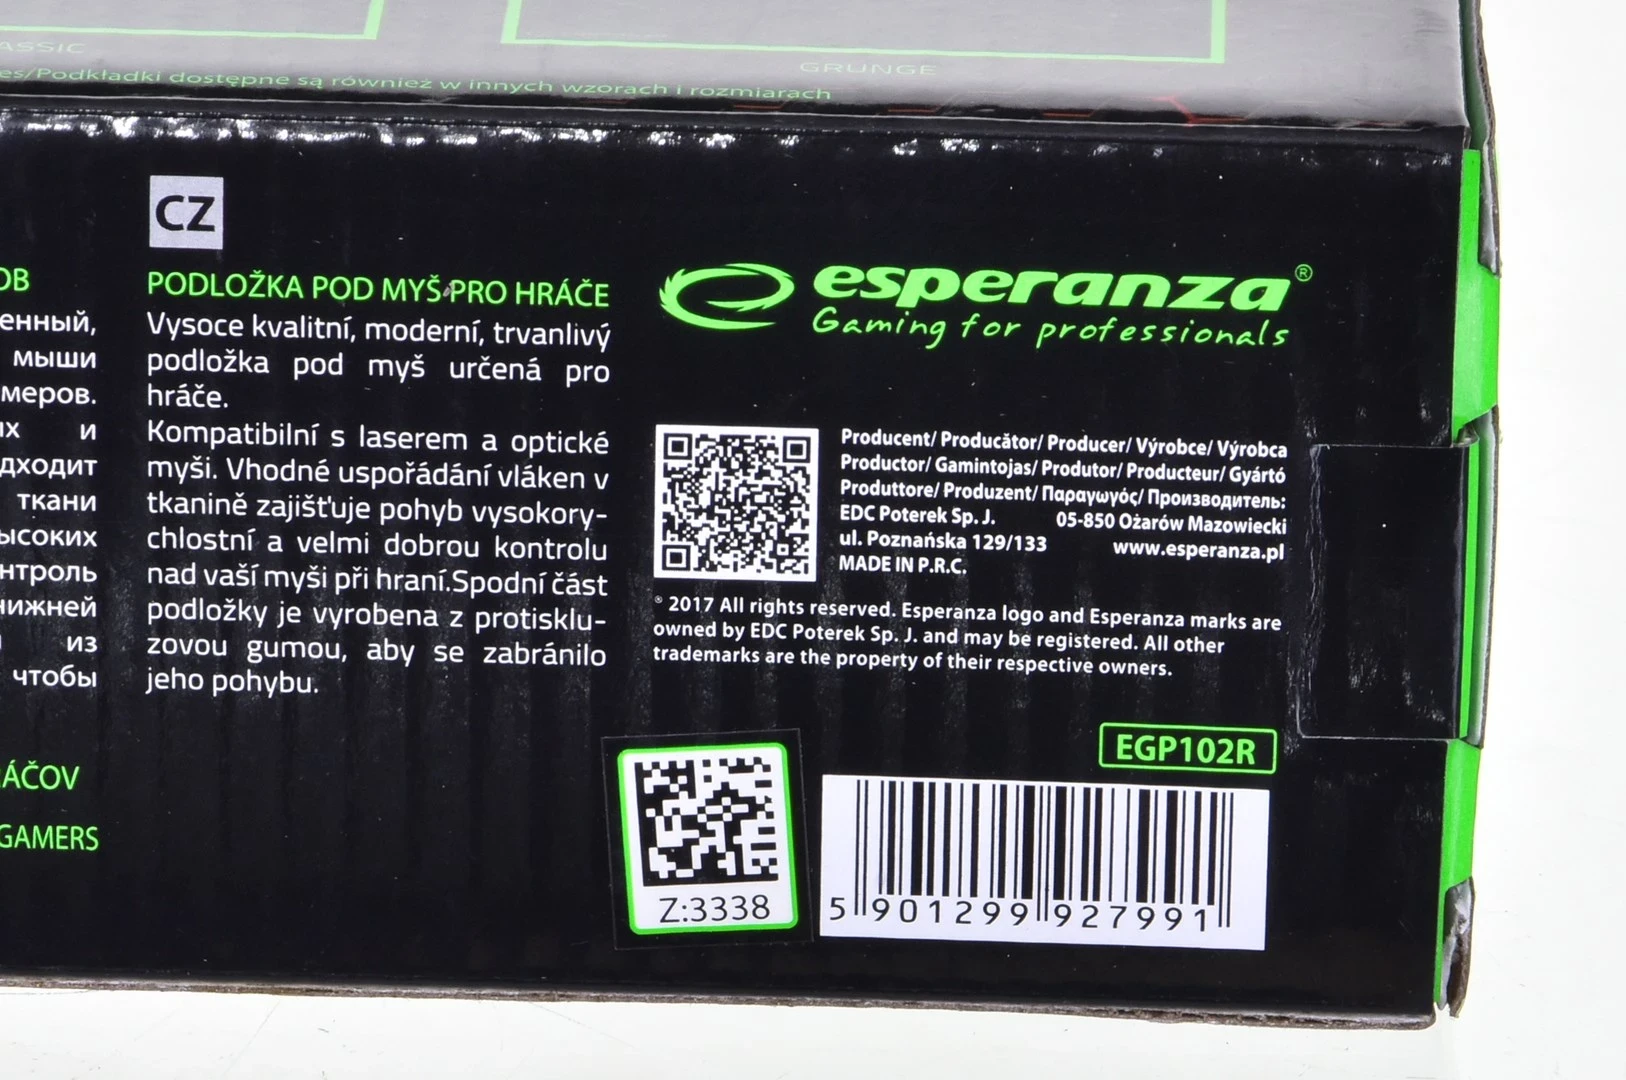 ASSIC
GRUNGE
es/Podkładki dostępne są również w innych wzorach i rozmiarach
ОВ
енный,
мыши
меров.
их и
дходит
ткани
ысоких
нтроль
нижней
из
чтобы
ÁČOV
GAMERS
CZ
PODLOŽKA POD MYŠ PRO HRÁČE
Vysoce kvalitní, moderní, trvanlivý
podložka pod myš určená pro
hráče.
Kompatibilní s laserem a optické
myši. Vhodné uspořádání vláken v
tkanině zajišťuje pohyb vysokory-
chlostní a velmi dobrou kontrolu
nad vaší myši při hraní.Spodní část
podložky je vyrobena z protisklu-
zovou gumou, aby se zabránilo
jeho pohybu.
esperanza®
Gaming for professionals
Producent/ Producător/ Producer/ Výrobce/ Výrobca
Productor/ Gamintojas/ Produtor/ Producteur/ Gyártó
Produttore/ Produzent/ Παραγωγός/ Производитель:
EDC Poterek Sp. J. 05-850 Ożarów Mazowiecki
ul. Poznańska 129/133 www.esperanza.pl
MADE IN P.R.C.
® 2017 All rights reserved. Esperanza logo and Esperanza marks are
owned by EDC Poterek Sp. J. and may be registered. All other
trademarks are the property of their respective owners.
EGP102R
Z:3338
5 901299 927991